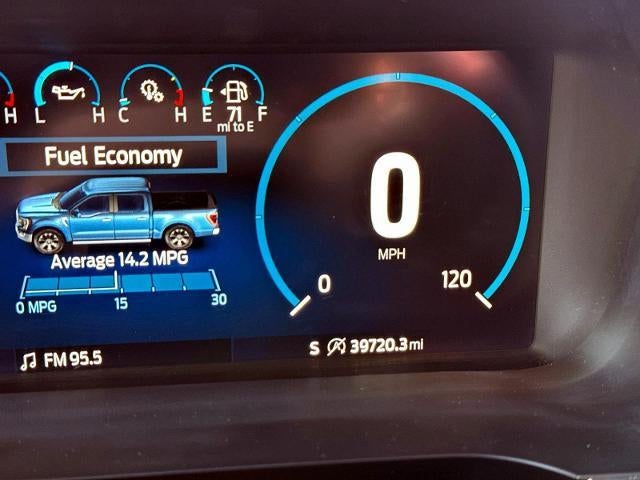 H L H C H E F
71
mi to E
Fuel Economy
0
MPH
Average 14.2 MPG
0 MPG 15 30
0 120
FM 95.5
S 39720.3 mi